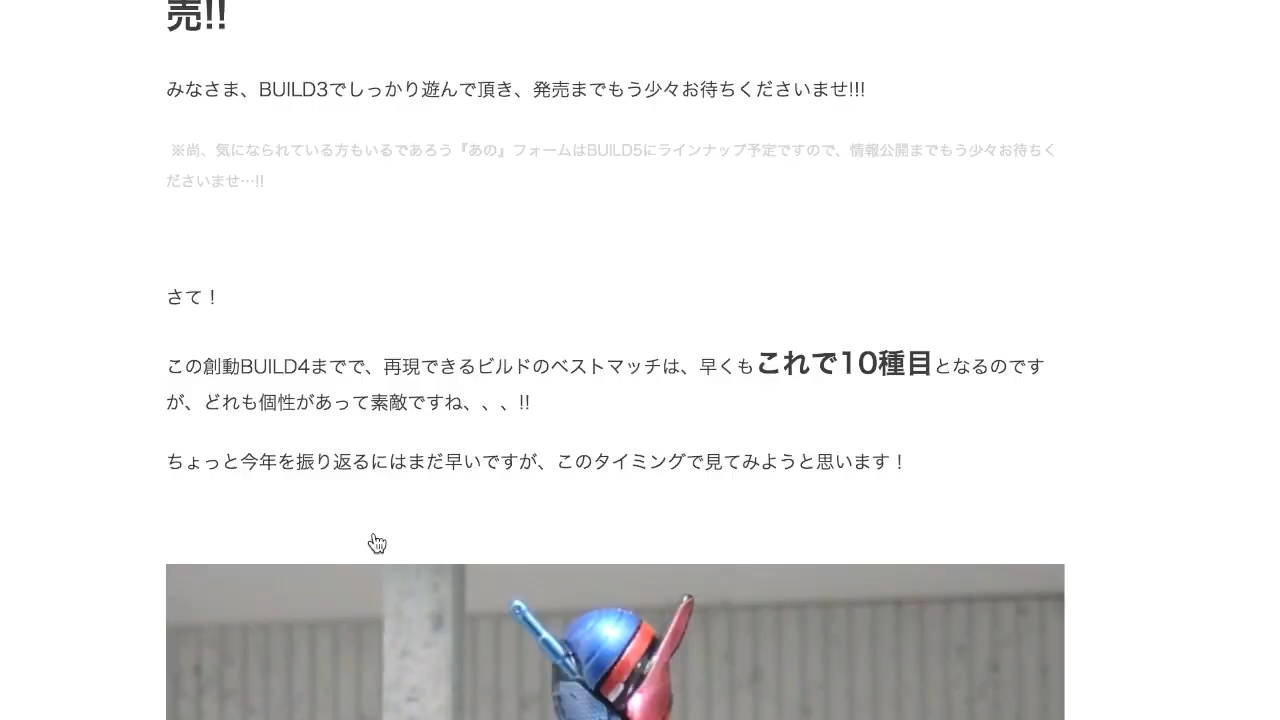 売!!
みなさま、BUILD3でしっかり遊んで頂き、発売までもう少々お待ちくださいませ!!!
※尚、気になられている方もいるであろう『あの』フォームはBUILD5にラインナップ予定ですので、情報公開までもう少々お待ちく
ださいませ…!!
さて！
この創動BUILD4までで、再現できるビルドのベストマッチは、早くもこれで10種目となるのです
が、どれも個性があって素敵ですね、、、!!
ちょっと今年を振り返るにはまだ早いですが、このタイミングで見てみようと思います！